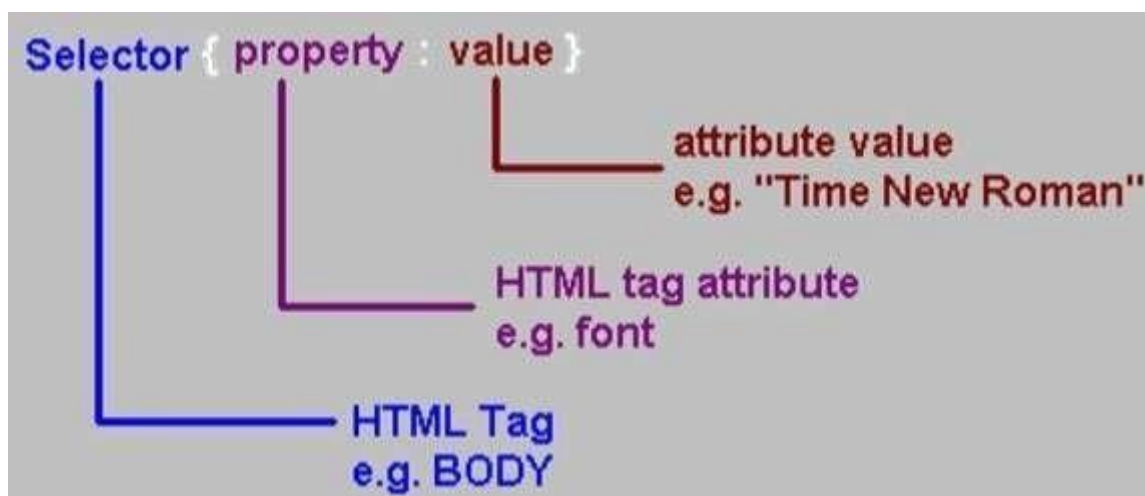 Selector { property : value }
attribute value
e.g. "Time New Roman"
HTML tag attribute
e.g. font
HTML Tag
e.g. BODY